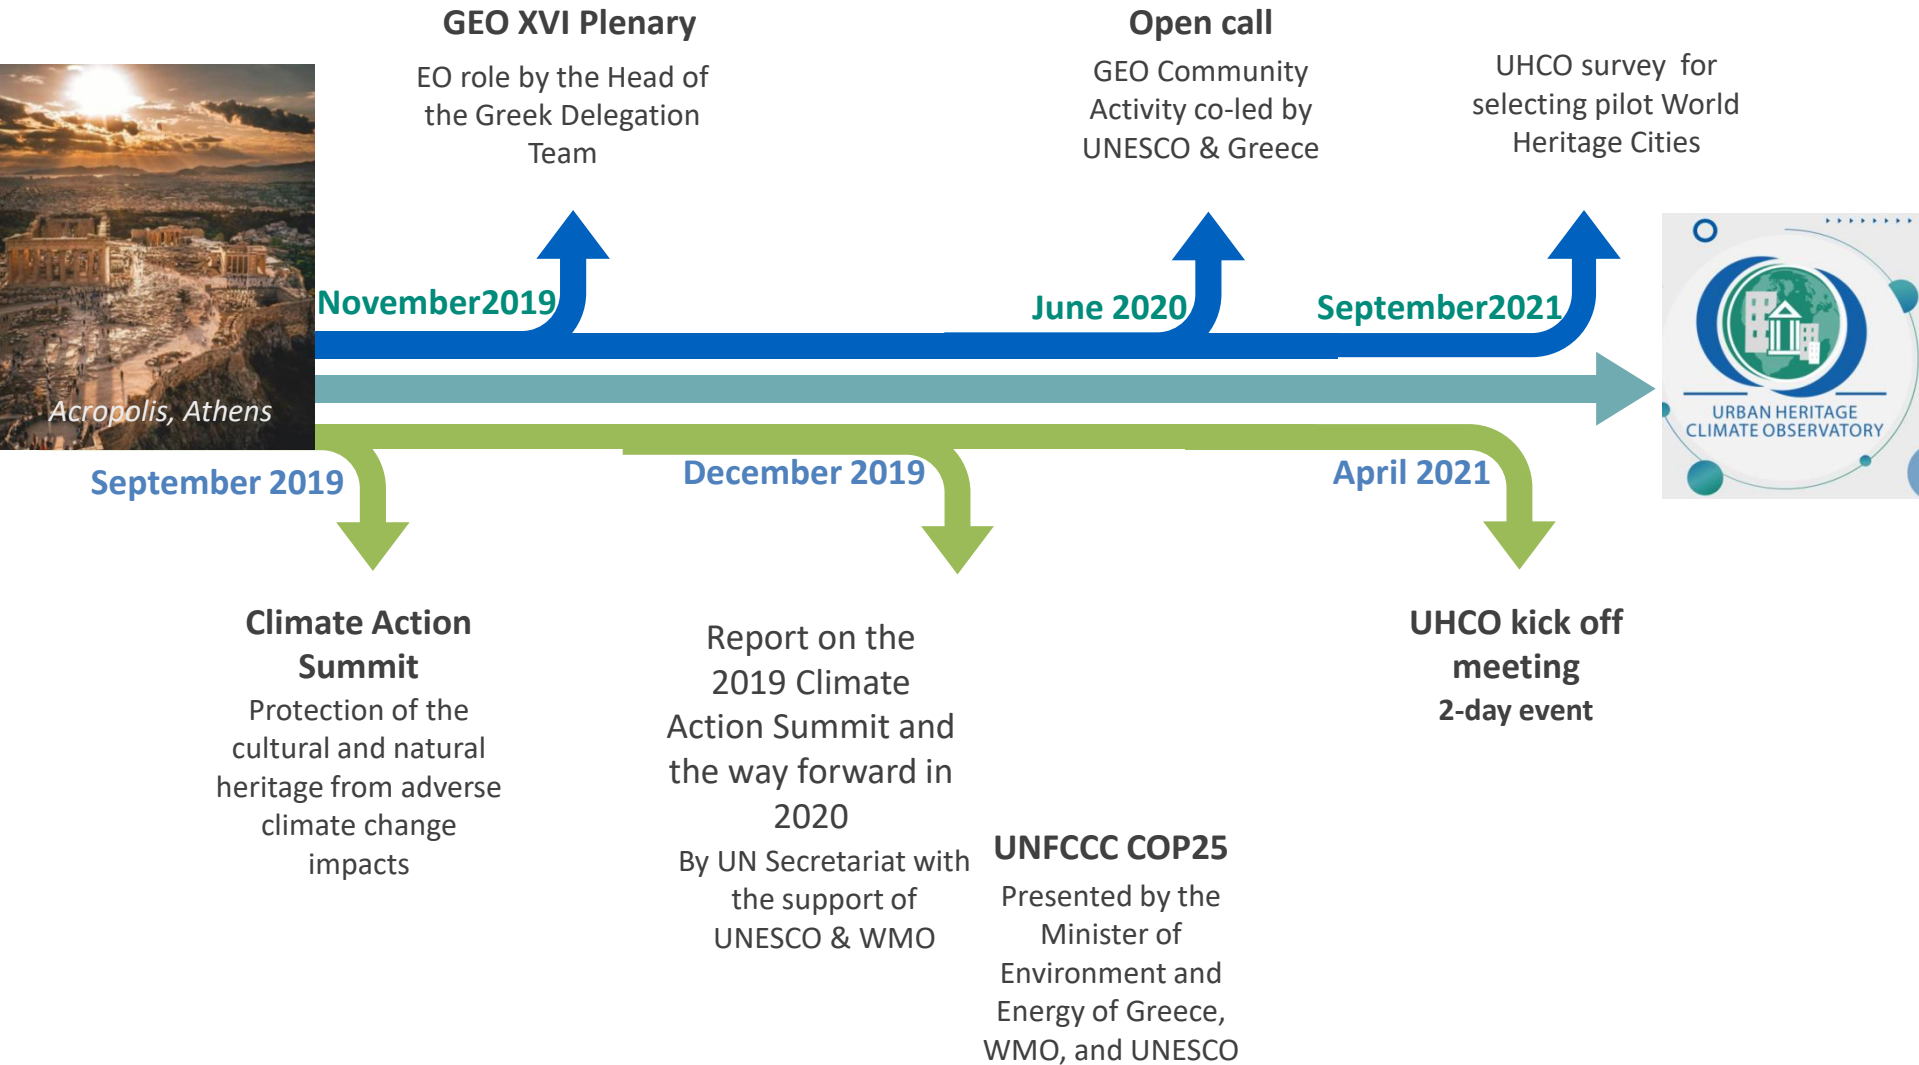 GEO XVI Plenary
EO role by the Head of
the Greek Delegation
Team
Open call
GEO Community
Activity co-led by
UNESCO & Greece
UHCO survey for
selecting pilot World
Heritage Cities
November2019
June 2020
September2021
Acropolis, Athens
URBAN HERITAGE
CLIMATE OBSERVATORY
September 2019
December 2019
April 2021
Climate Action
Summit
Protection of the
cultural and natural
heritage from adverse
climate change
impacts
Report on the
2019 Climate
Action Summit and
the way forward in
2020
By UN Secretariat with
the support of
UNESCO & WMO
UNFCCC COP25
Presented by the
Minister of
Environment and
Energy of Greece,
WMO, and UNESCO
UHCO kick off
meeting
2-day event